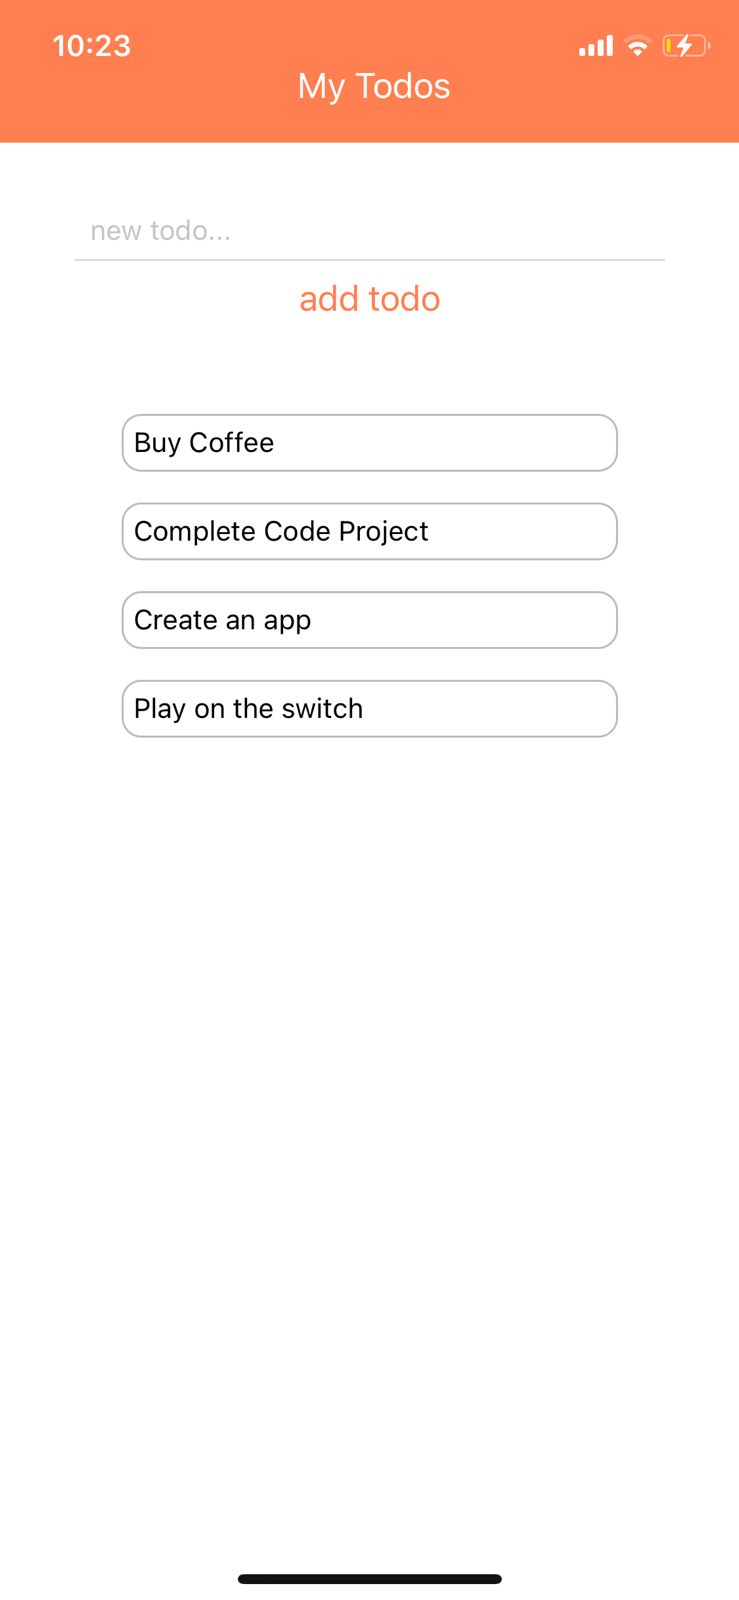 10:23
My Todos
new todo...
add todo
Buy Coffee
Complete Code Project
Create an app
Play on the switch